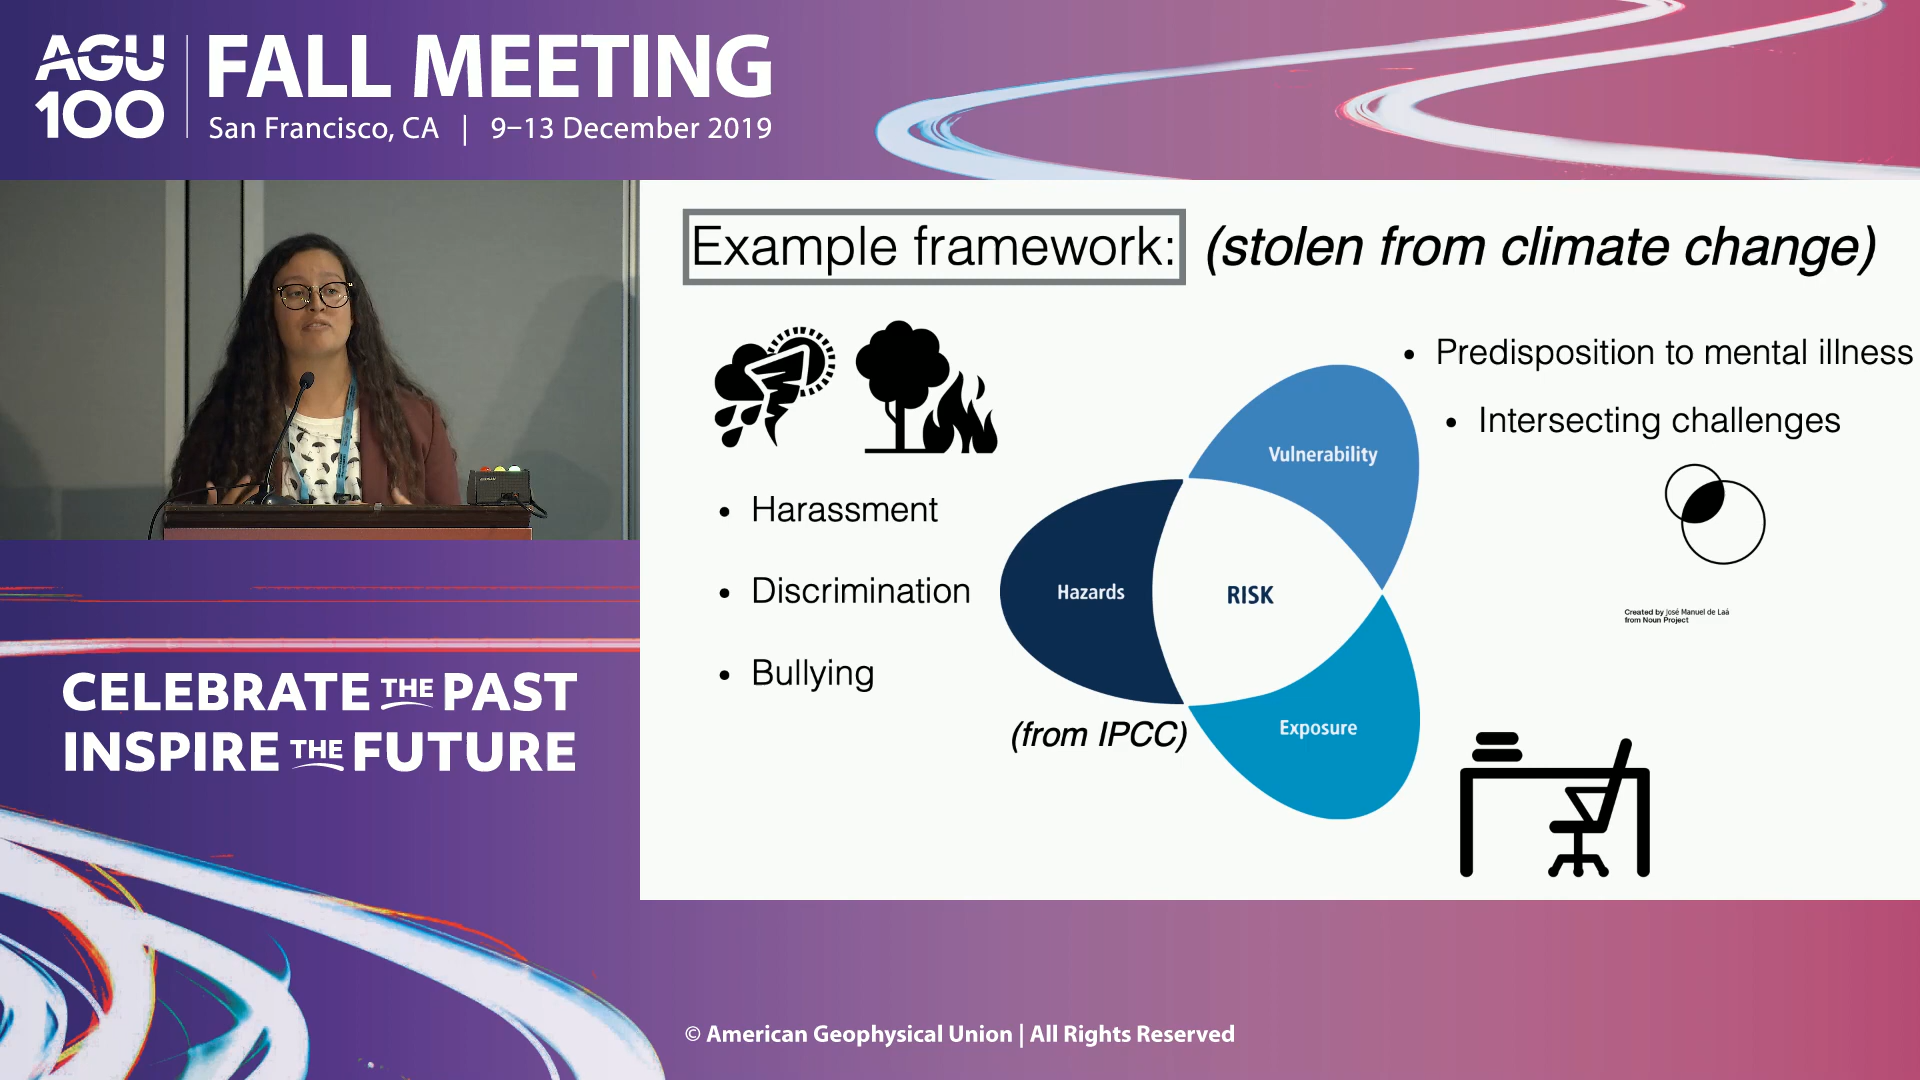 AGU
100
FALL MEETING
San Francisco, CA | 9–13 December 2019
Example framework: (stolen from climate change)
• Predisposition to mental illness
• Intersecting challenges
Vulnerability
• Harassment
• Discrimination
• Bullying
Hazards
RISK
Created by José Manuel de Laá
from Noun Project
(from IPCC)
Exposure
CELEBRATE THE PAST
INSPIRE THE FUTURE
© American Geophysical Union | All Rights Reserved